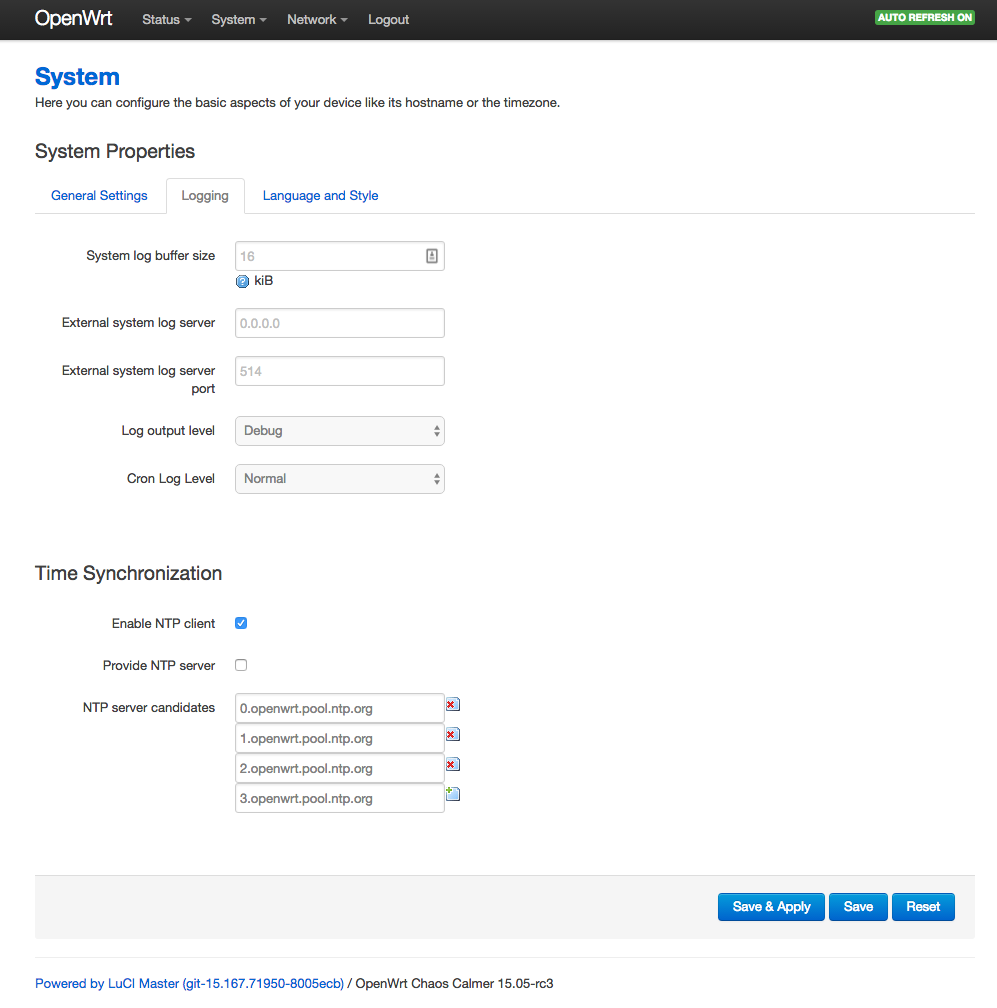 OpenWrt Status System Network Logout AUTO REFRESH ON
System
Here you can configure the basic aspects of your device like its hostname or the timezone.
System Properties
General Settings Logging Language and Style
System log buffer size 16
kiB
External system log server 0.0.0.0
External system log server port 514
Log output level Debug
Cron Log Level Normal
Time Synchronization
Enable NTP client
Provide NTP server
NTP server candidates 0.openwrt.pool.ntp.org
1.openwrt.pool.ntp.org
2.openwrt.pool.ntp.org
3.openwrt.pool.ntp.org
Save & Apply Save Reset
Powered by LuCI Master (git-15.167.71950-8005ecb) / OpenWrt Chaos Calmer 15.05-rc3